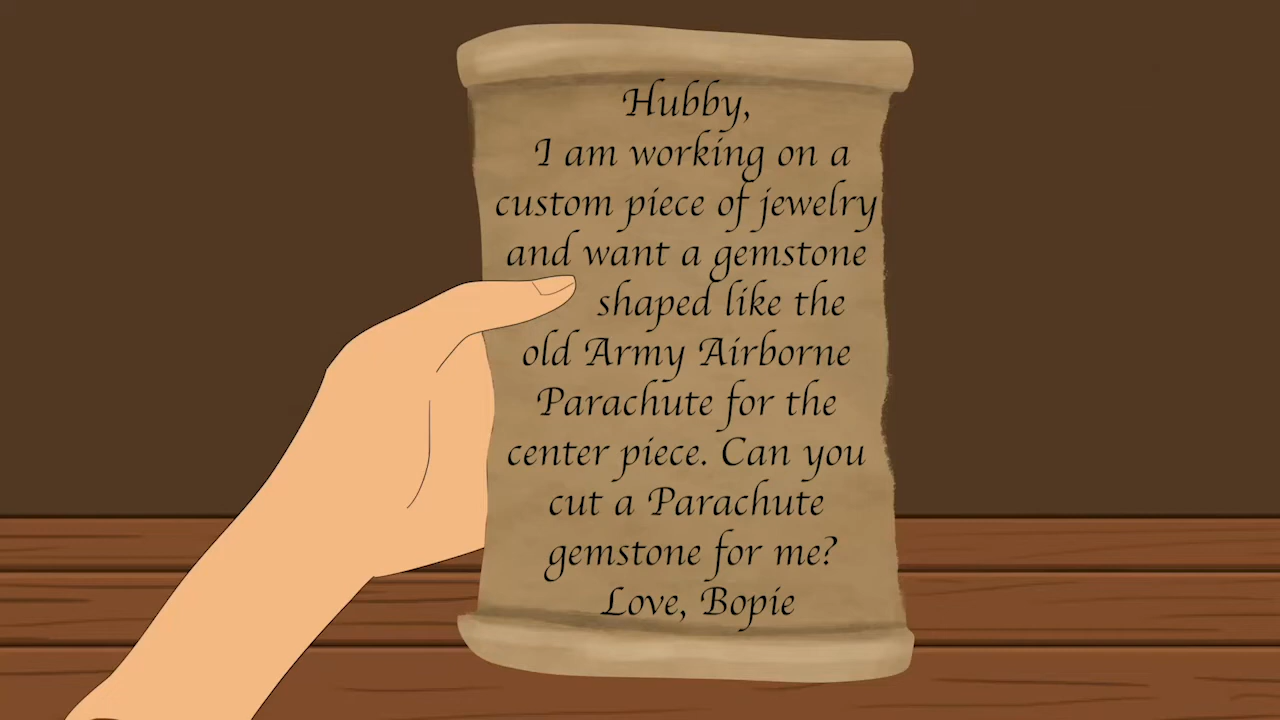 Hubby,
I am working on a
custom piece of jewelry
and want a gemstone
shaped like the
old Army Airborne
Parachute for the
center piece. Can you
cut a Parachute
gemstone for me?
Love, Bopie